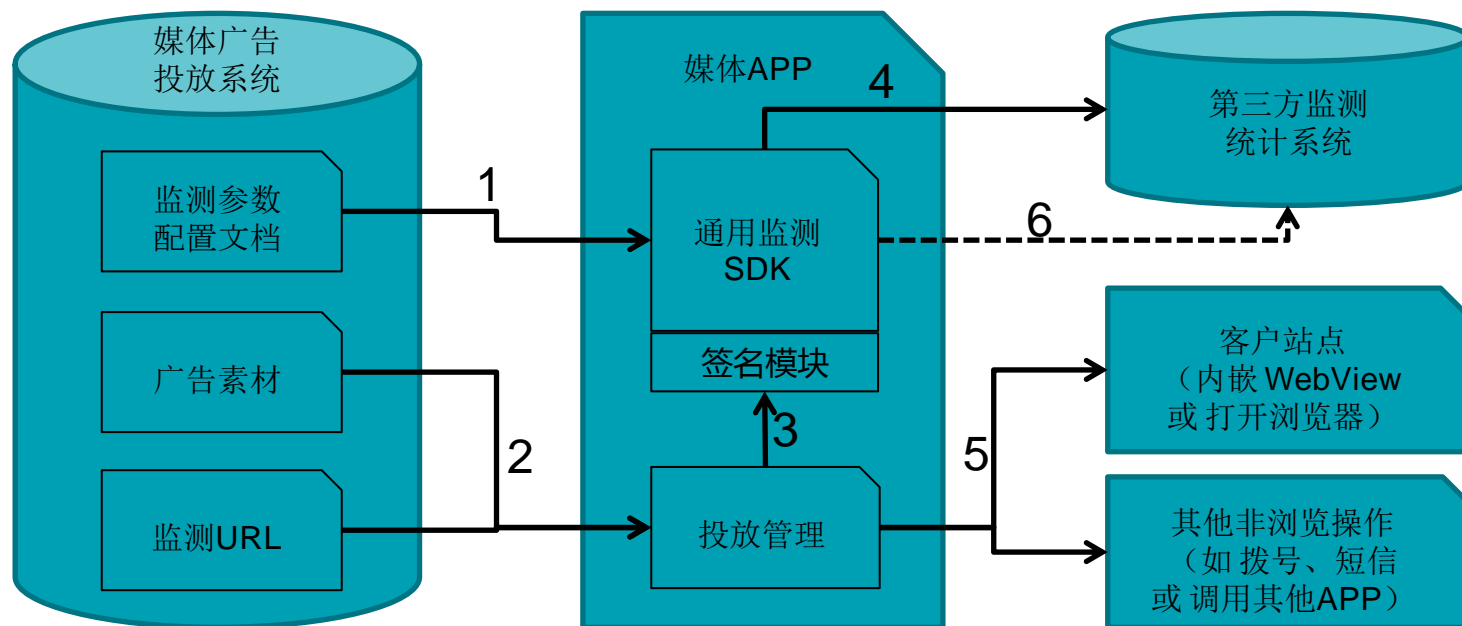 媒体广告
投放系统
监测参数
配置文档
广告素材
监测URL
1
2
媒体APP
4
通用监测
SDK
签名模块
3
投放管理
6
5
第三方监测
统计系统
客户站点
（内嵌 WebView
或 打开浏览器）
其他非浏览操作
（如 拨号、短信
或 调用其他APP）